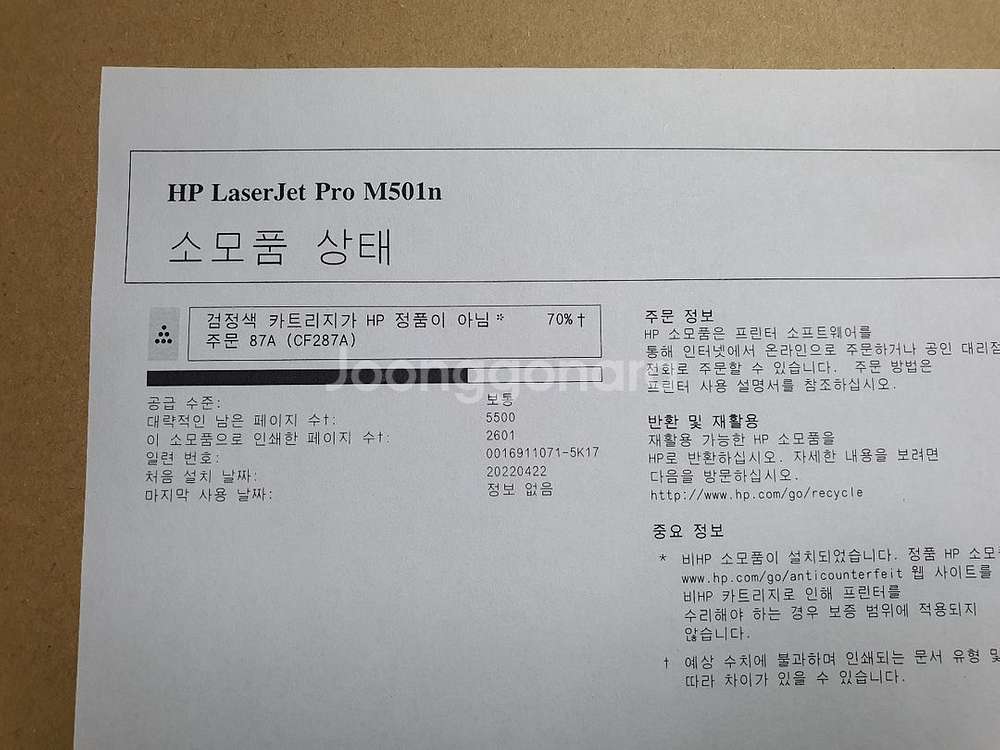 HP LaserJet Pro M501n
소모품 상태
검정색 카트리지가 HP 정품이 아님* 70%†
주문 87A (CF287A)
Joonggonara
공급 수준: 보통
대략적인 남은 페이지 수†: 5500
이 소모품으로 인쇄한 페이지 수†: 2601
일련 번호: 0016911071-5K17
처음 설치 날짜: 20220422
마지막 사용 날짜: 정보 없음
주문 정보
HP 소모품은 프린터 소프트웨어를
통해 인터넷에서 온라인으로 주문하거나 공인 대리점
전화로 주문할 수 있습니다. 주문 방법은
프린터 사용 설명서를 참조하십시오.
반환 및 재활용
재활용 가능한 HP 소모품을
HP로 반환하십시오. 자세한 내용을 보려면
다음을 방문하십시오.
http://www.hp.com/go/recycle
중요 정보
* 비HP 소모품이 설치되었습니다. 정품 HP 소모
www.hp.com/go/anticounterfeit 웹 사이트를
비HP 카트리지로 인해 프린터를
수리해야 하는 경우 보증 범위에 적용되지
않습니다.
† 예상 수치에 불과하며 인쇄되는 문서 유형 및
따라 차이가 있을 수 있습니다.